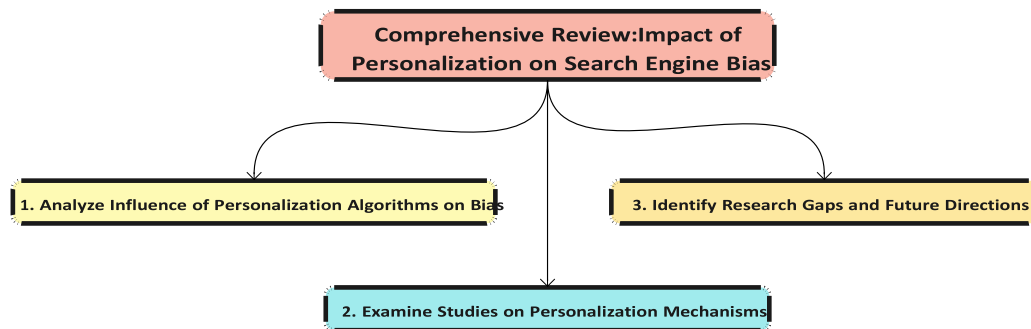 Comprehensive Review:Impact of
Personalization on Search Engine Bias
1. Analyze Influence of Personalization Algorithms on Bias
3. Identify Research Gaps and Future Directions
2. Examine Studies on Personalization Mechanisms